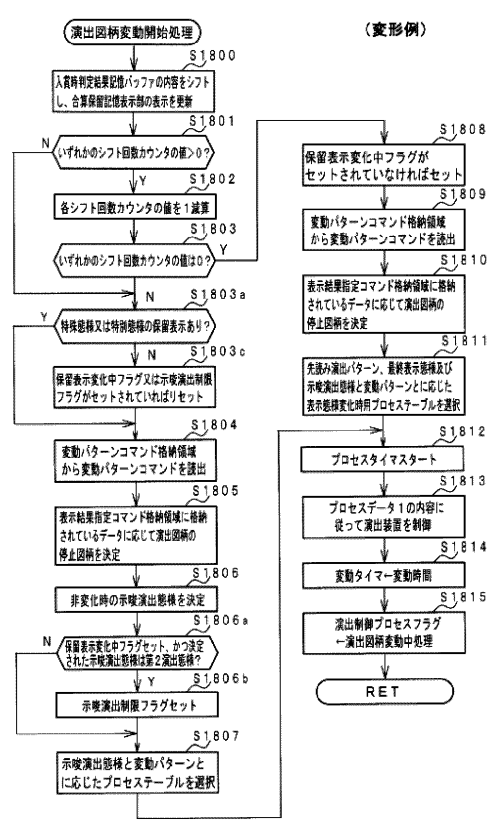 演出図柄変動開始処理
(変形例)
S1800
入賞時判定結果記憶バッファの内容をシフト
し、合算保留記憶表示部の表示を更新
S1801
いずれかのシフト回数カウンタの値>0?
N
Y
S1802
各シフト回数カウンタの値を1減算
S1803
いずれかのシフト回数カウンタの値は0?
Y
N
S1803a
特殊態様又は特別態様の保留表示あり?
Y
N
S1803c
保留表示変化中フラグ又は示唆演出制限
フラグがセットされていればリセット
S1804
変動パターンコマンド格納領域
から変動パターンコマンドを読出
S1805
表示結果指定コマンド格納領域に格納
されているデータに応じて演出図柄の
停止図柄を決定
S1806
非変化時の示唆演出態様を決定
S1806a
保留表示変化中フラグセット、かつ決定
された示唆演出態様は第2演出態様?
N
Y
S1806b
示唆演出制限フラグセット
S1807
示唆演出態様と変動パターンと
に応じたプロセステーブルを選択
S1808
保留表示変化中フラグが
セットされていなければセット
S1809
変動パターンコマンド格納領域
から変動パターンコマンドを読出
S1810
表示結果指定コマンド格納領域に格納
されているデータに応じて演出図柄の
停止図柄を決定
S1811
先読み演出パターン、最終表示態様及び
示唆演出態様と変動パターンとに応じた
表示態様変化時用プロセステーブルを選択
S1812
プロセスタイマスタート
S1813
プロセスデータ1の内容に
従って演出装置を制御
S1814
変動タイマ←変動時間
S1815
演出制御プロセスフラグ
←演出図柄変動中処理
RET